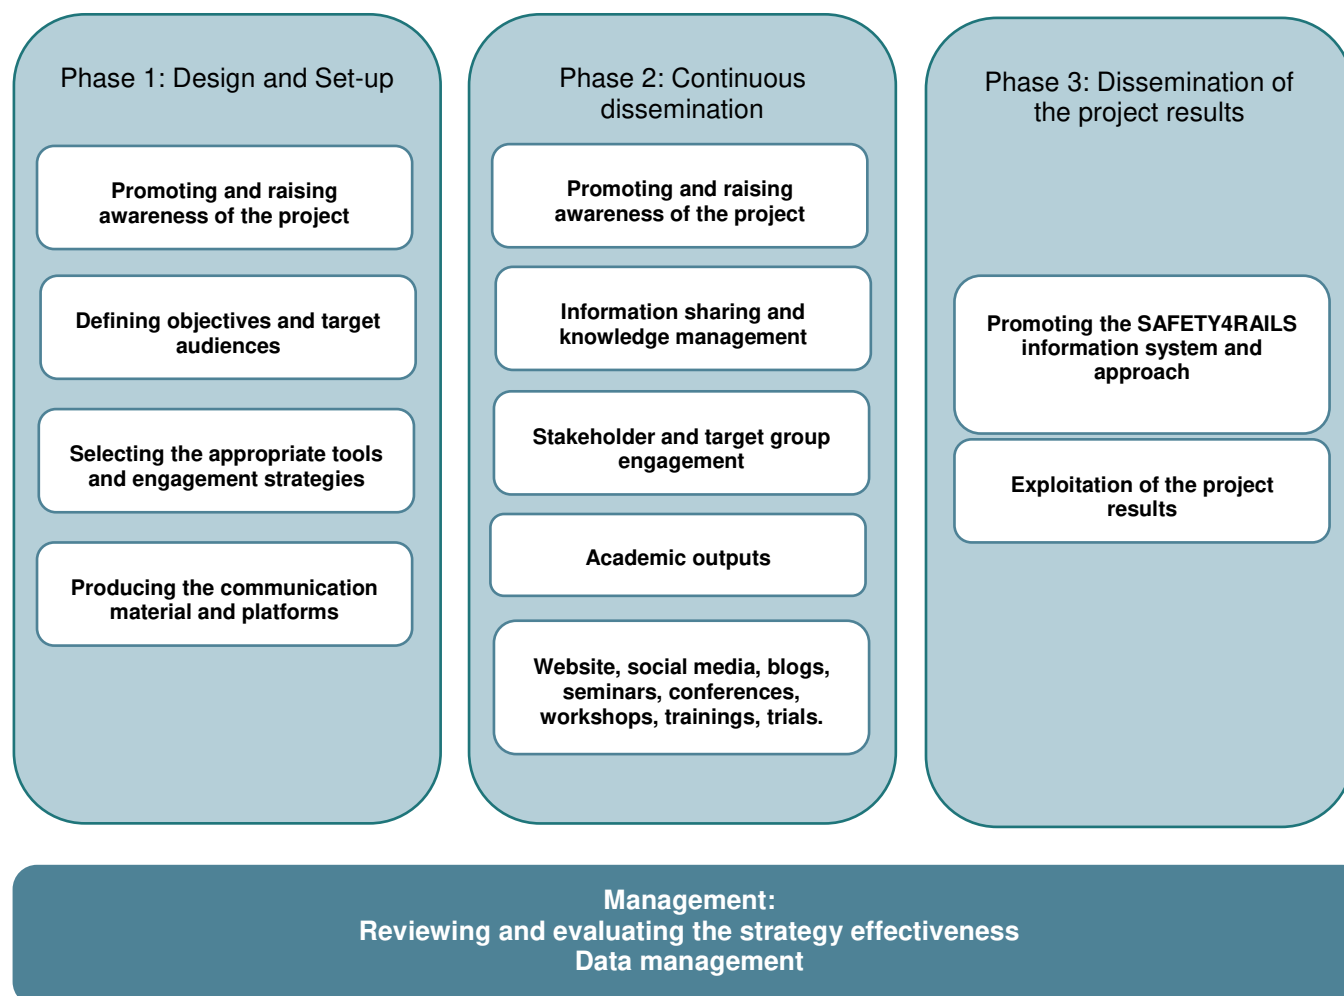 Phase 1: Design and Set-up
Promoting and raising
awareness of the project
Defining objectives and target
audiences
Selecting the appropriate tools
and engagement strategies
Producing the communication
material and platforms
Phase 2: Continuous
dissemination
Promoting and raising
awareness of the project
Information sharing and
knowledge management
Stakeholder and target group
engagement
Academic outputs
Website, social media, blogs,
seminars, conferences,
workshops, trainings, trials.
Phase 3: Dissemination of
the project results
Promoting the SAFETY4RAILS
information system and
approach
Exploitation of the project
results
Management:
Reviewing and evaluating the strategy effectiveness
Data management